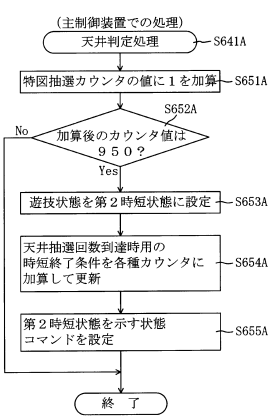 (主制御装置での処理)
天井判定処理
S641A
特図抽選カウンタの値に1を加算
S651A
S652A
No
加算後のカウンタ値は
950?
Yes
遊技状態を第2時短状態に設定
S653A
天井抽選回数到達時用の
時短終了条件を各種カウンタに
加算して更新
S654A
第2時短状態を示す状態
コマンドを設定
S655A
終 了